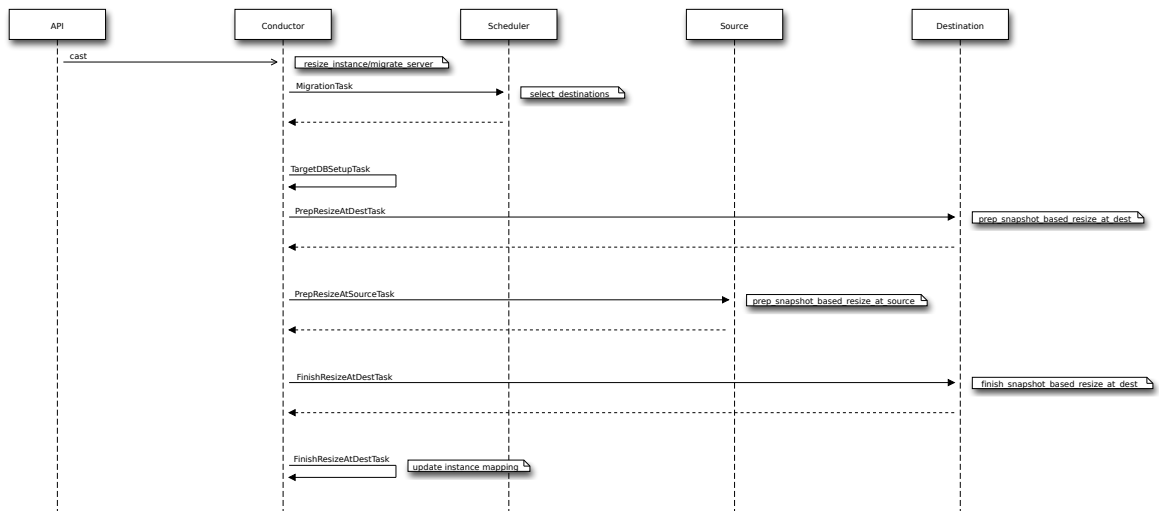 API
Conductor
Scheduler
Source
Destination
cast
resize_instance/migrate_server
MigrationTask
select_destinations
TargetDBSetupTask
PrepResizeAtDestTask
prep_snapshot_based_resize_at_dest
PrepResizeAtSourceTask
prep_snapshot_based_resize_at_source
FinishResizeAtDestTask
finish_snapshot_based_resize_at_dest
FinishResizeAtDestTask
update instance mapping